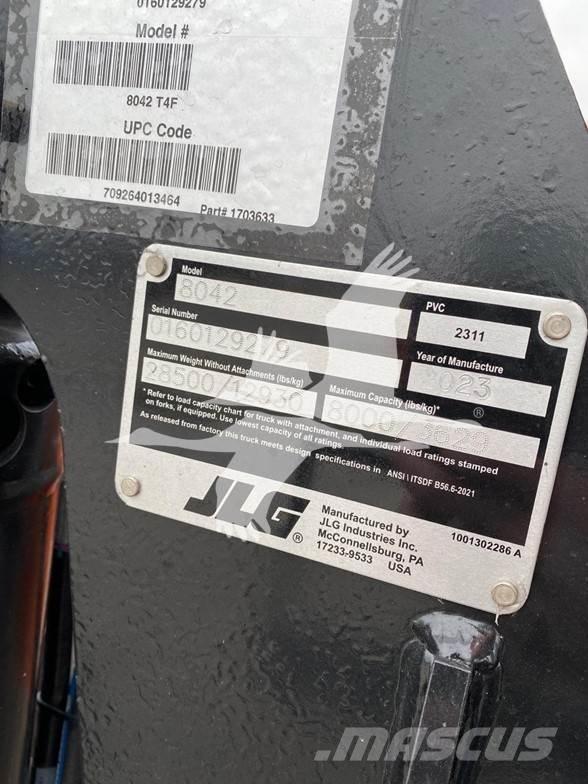 0160129279
Model #
8042 T4F
UPC Code
709264013464
Part# 1703633
Model
8042
PVC
2311
Serial Number
0160129279
Year of Manufacture
2023
Maximum Weight Without Attachments (lbs/kg)
28500/12930
Maximum Capacity (lbs/kg)*
8000/3629
* Refer to load capacity chart for truck with attachment, and individual load ratings stamped
on forks, if equipped. Use lowest capacity of all ratings.
As released from factory this truck meets design specifications in ANSI \ ITSDF B56.6-2021
JLG®
Manufactured by
JLG Industries Inc.
McConnellsburg, PA
17233-9533 USA
1001302286 A
®
MASCUS